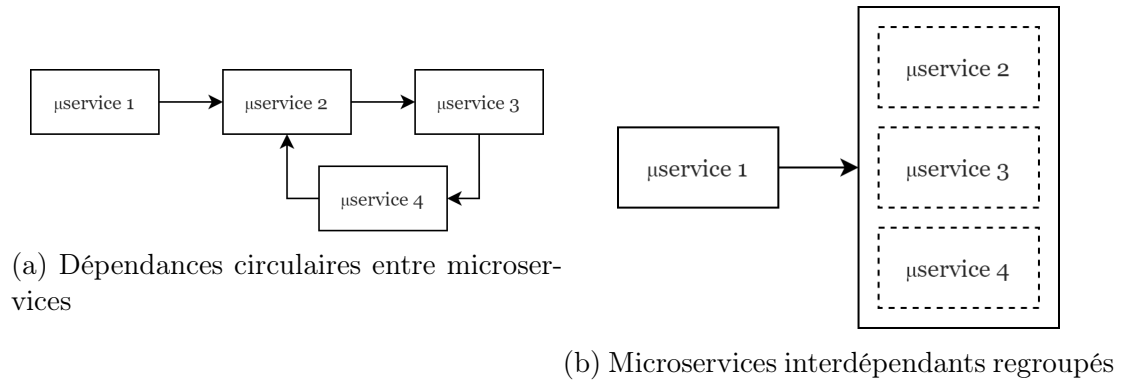 μservice 1
μservice 2
μservice 3
μservice 4
(a) Dépendances circulaires entre microser-
vices
μservice 1
μservice 2
μservice 3
μservice 4
(b) Microservices interdépendants regroupés